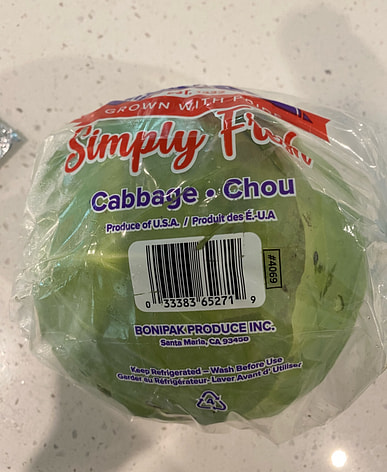 GROWN WITH
Simply
Cabbage • Chou
Produce of U.S.A. / Produit des É.-U.A
#4069
0 33383 65271 9
BONIPAK PRODUCE INC.
Santa Maria, CA 93456
Keep Refrigerated – Wash Before Use
Garder au Réfrigérateur- Laver Avant d'Utiliser
4